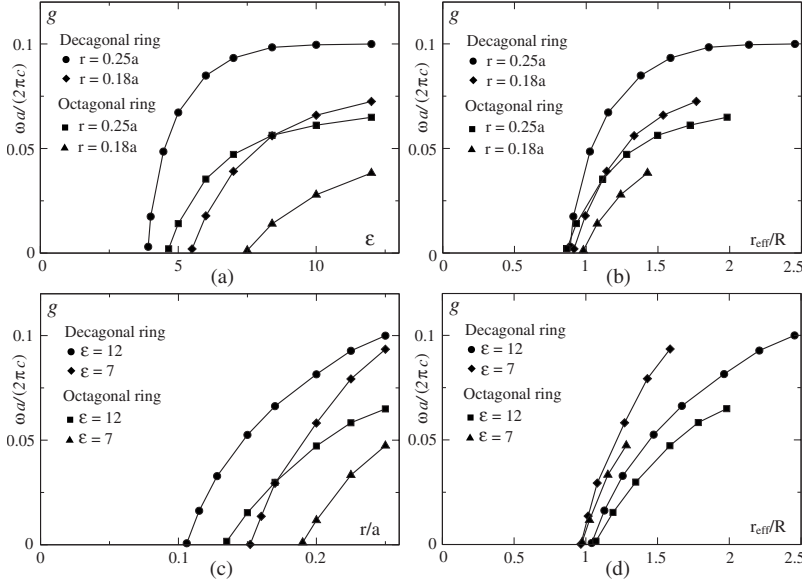 g
ωa/(2πc)
0.1
0.05
0
Decagonal ring
r = 0.25a
r = 0.18a
Octagonal ring
r = 0.25a
r = 0.18a
0
5
10
ε
(a)
g
ωa/(2πc)
0.1
0.05
0
Decagonal ring
r = 0.25a
r = 0.18a
Octagonal ring
r = 0.25a
r = 0.18a
0
0.5
1
1.5
2
2.5
r_eff/R
(b)
g
ωa/(2πc)
0.1
0.05
0
Decagonal ring
ε = 12
ε = 7
Octagonal ring
ε = 12
ε = 7
0
0.1
0.2
r/a
(c)
g
ωa/(2πc)
0.1
0.05
0
Decagonal ring
ε = 12
ε = 7
Octagonal ring
ε = 12
ε = 7
0
0.5
1
1.5
2
2.5
r_eff/R
(d)